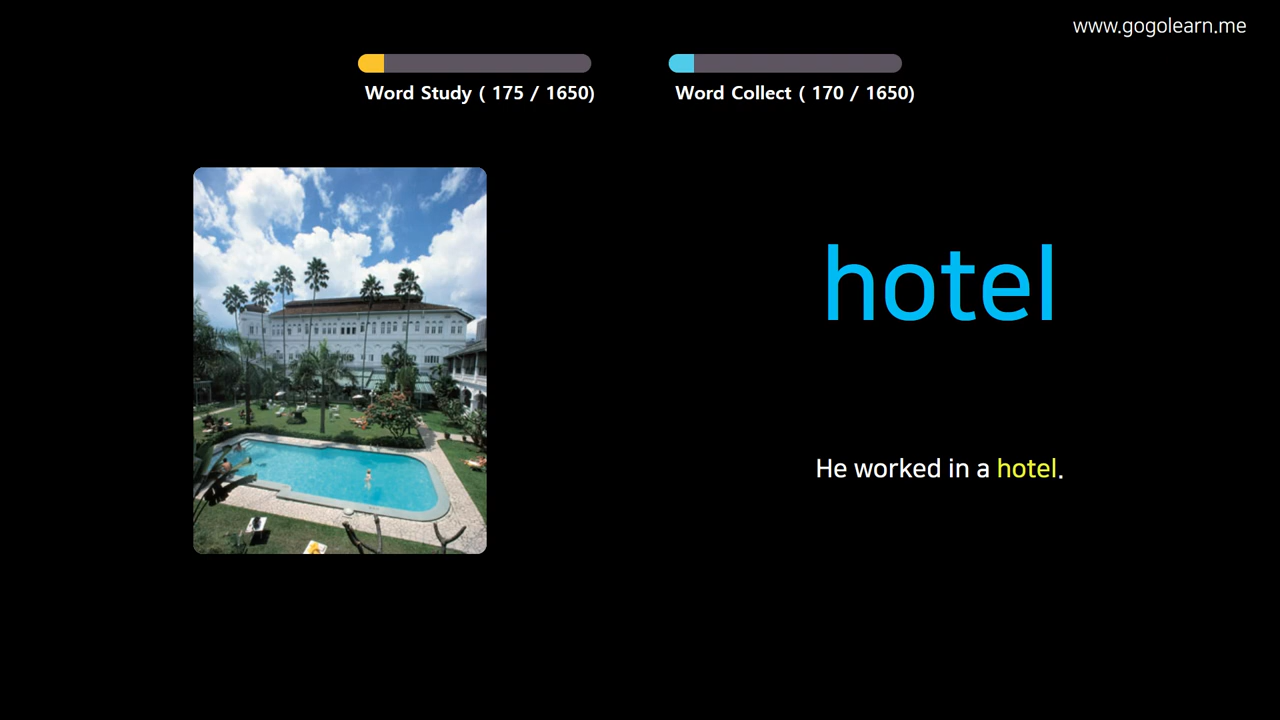 www.gogolearn.me
Word Study ( 175 / 1650)
Word Collect ( 170 / 1650)
hotel
He worked in a hotel.